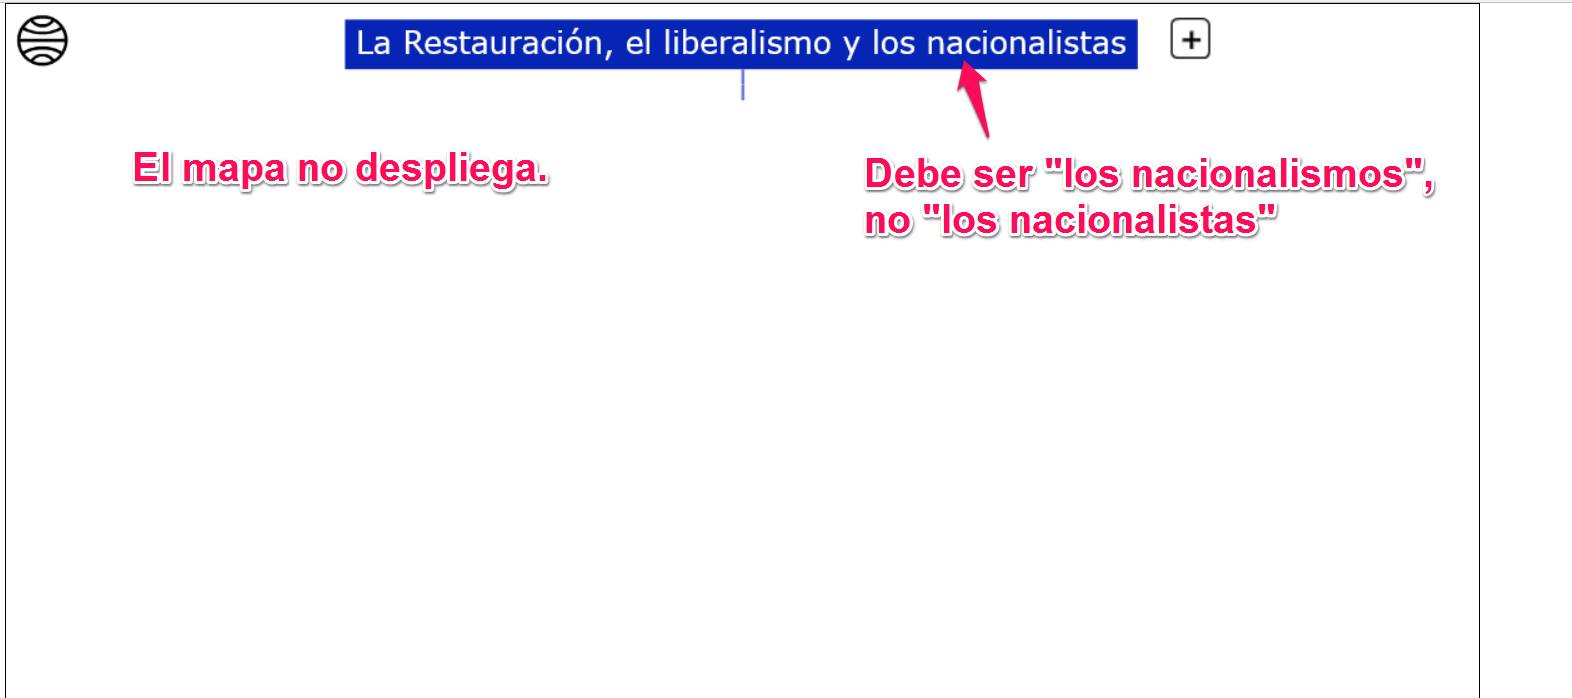 La Restauración, el liberalismo y los nacionalistas
+
El mapa no despliega.
Debe ser "los nacionalismos",
no "los nacionalistas"